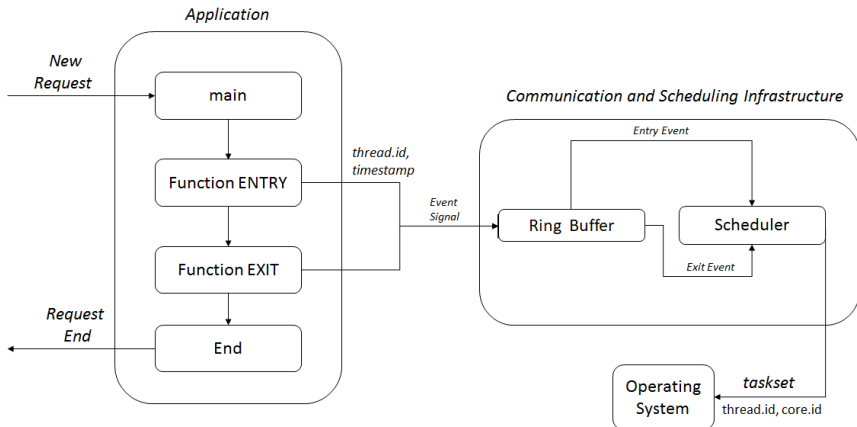 Application
New
Request
main
Communication and Scheduling Infrastructure
Entry Event
thread.id,
timestamp
Function ENTRY
Event
Signal
Ring Buffer
Scheduler
Function EXIT
Exit Event
Request
End
End
Operating
System
taskset
thread.id, core.id